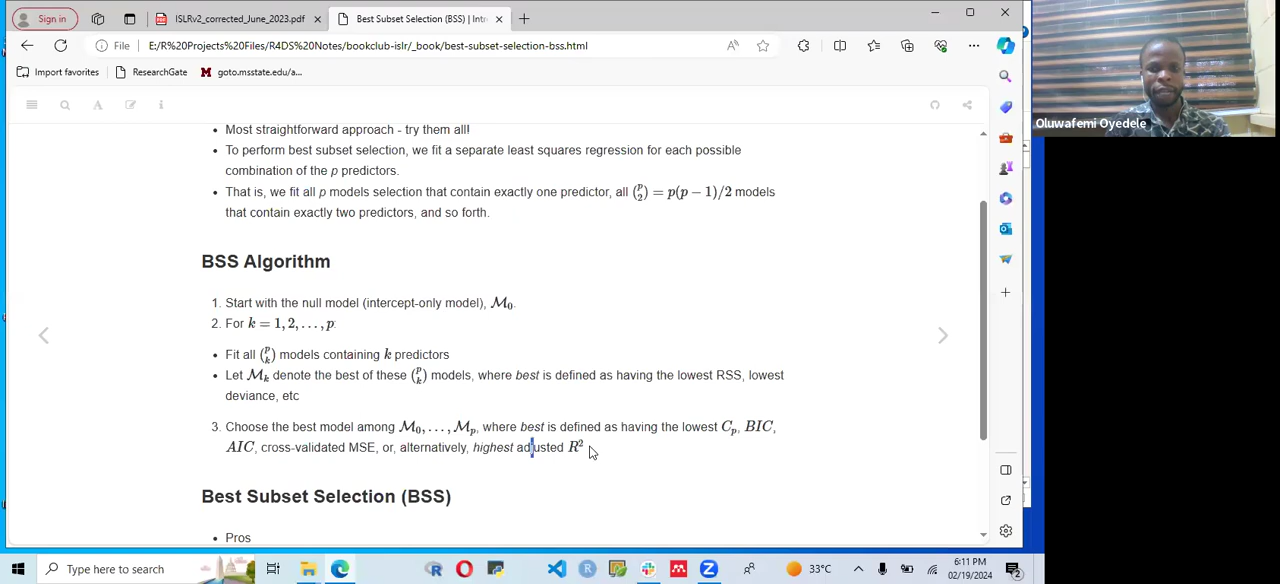 Sign in
ISLRv2_corrected_June_2023.pdf
Best Subset Selection (BSS) | Intr
File
E:/R%20Projects%20Files/R4DS%20Notes/bookclub-islr/_book/best-subset-selection-bss.html
Import favorites
ResearchGate
goto.msstate.edu/a...
Oluwafemi Oyedele
• Most straightforward approach - try them all!
• To perform best subset selection, we fit a separate least squares regression for each possible
combination of the p predictors.
• That is, we fit all p models selection that contain exactly one predictor, all (p 2) = p(p − 1)/2 models
that contain exactly two predictors, and so forth.
BSS Algorithm
1. Start with the null model (intercept-only model), M₀.
2. For k = 1, 2, . . . , p:
• Fit all (p k) models containing k predictors
• Let Mₖ denote the best of these (p k) models, where best is defined as having the lowest RSS, lowest
deviance, etc
3. Choose the best model among M₀, . . . , Mₚ, where best is defined as having the lowest Cₚ, BIC,
AIC, cross-validated MSE, or, alternatively, highest adjusted R²
Best Subset Selection (BSS)
• Pros
Type here to search
33°C
6:11 PM
02/19/2024